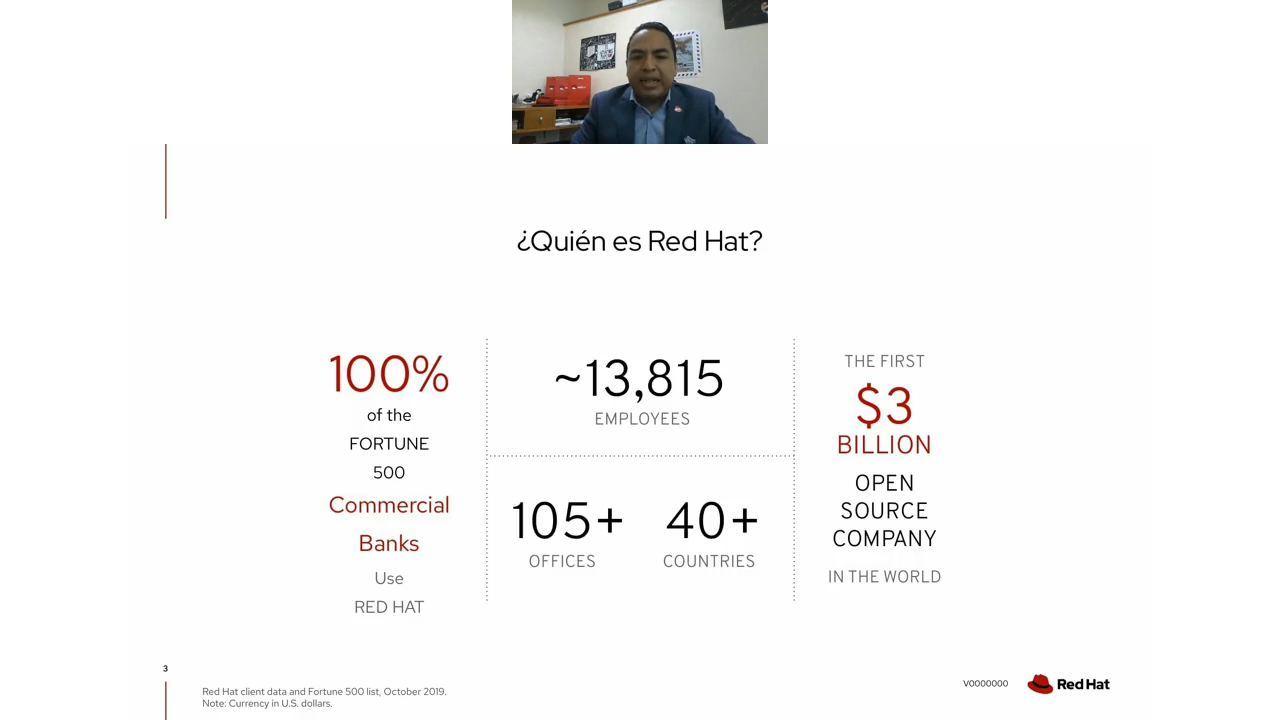 ¿Quién es Red Hat?
100%
of the
FORTUNE
500
Commercial
Banks
Use
RED HAT
~13,815
EMPLOYEES
105+
OFFICES
40+
COUNTRIES
THE FIRST
$3
BILLION
OPEN
SOURCE
COMPANY
IN THE WORLD
3
Red Hat client data and Fortune 500 list, October 2019.
Note: Currency in U.S. dollars.
V0000000
Red Hat